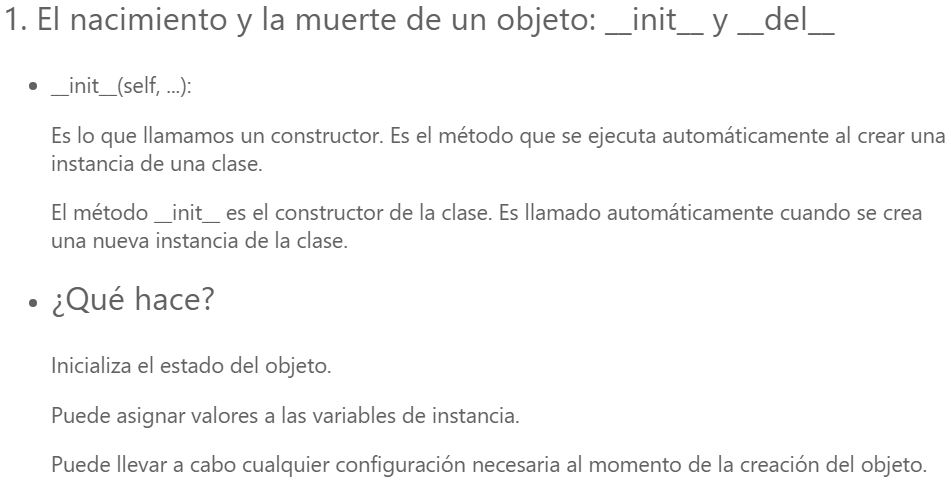 1. El nacimiento y la muerte de un objeto: __init__ y __del__
• __init__(self, ...):
Es lo que llamamos un constructor. Es el método que se ejecuta automáticamente al crear una
instancia de una clase.
El método __init__ es el constructor de la clase. Es llamado automáticamente cuando se crea
una nueva instancia de la clase.
• ¿Qué hace?
Inicializa el estado del objeto.
Puede asignar valores a las variables de instancia.
Puede llevar a cabo cualquier configuración necesaria al momento de la creación del objeto.